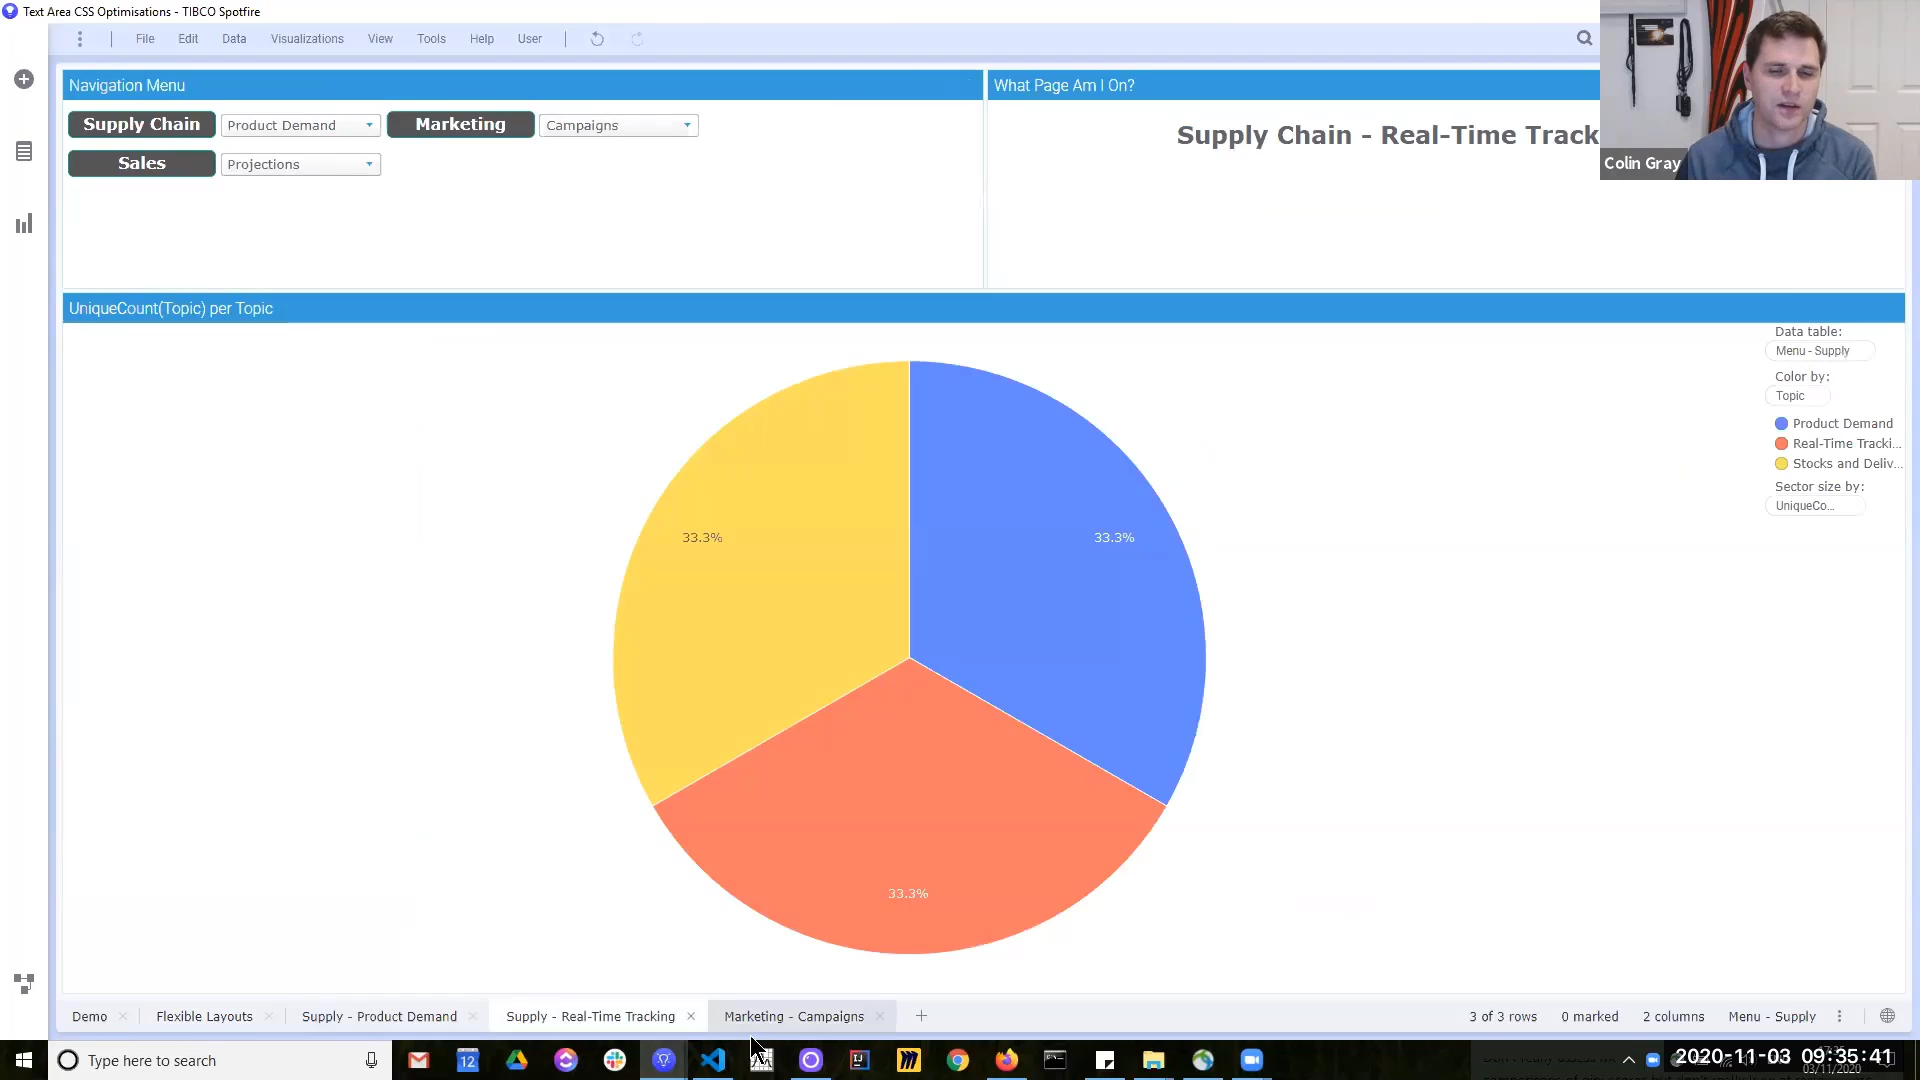 Text Area CSS Optimisations - TIBCO Spotfire
File Edit Data Visualizations View Tools Help User
Navigation Menu
What Page Am I On?
Supply Chain Product Demand Marketing Campaigns
Supply Chain - Real-Time Track
Sales Projections
Colin Gray
UniqueCount(Topic) per Topic
Data table:
Menu - Supply
Color by:
Topic
Product Demand
Real-Time Tracki...
Stocks and Deliv...
Sector size by:
UniqueCo...
33.3%
33.3%
33.3%
Demo Flexible Layouts Supply - Product Demand Supply - Real-Time Tracking Marketing - Campaigns
3 of 3 rows 0 marked 2 columns Menu - Supply
Type here to search
12
IJ
2020-11-03 09:35:41
03/11/2020